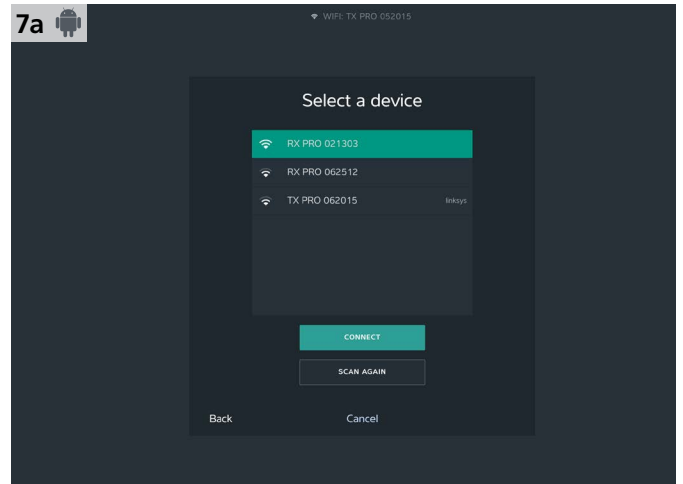 7a
WIFI: TX PRO 052015
Select a device
RX PRO 021303
RX PRO 062512
TX PRO 062015 linksys
CONNECT
SCAN AGAIN
Back Cancel